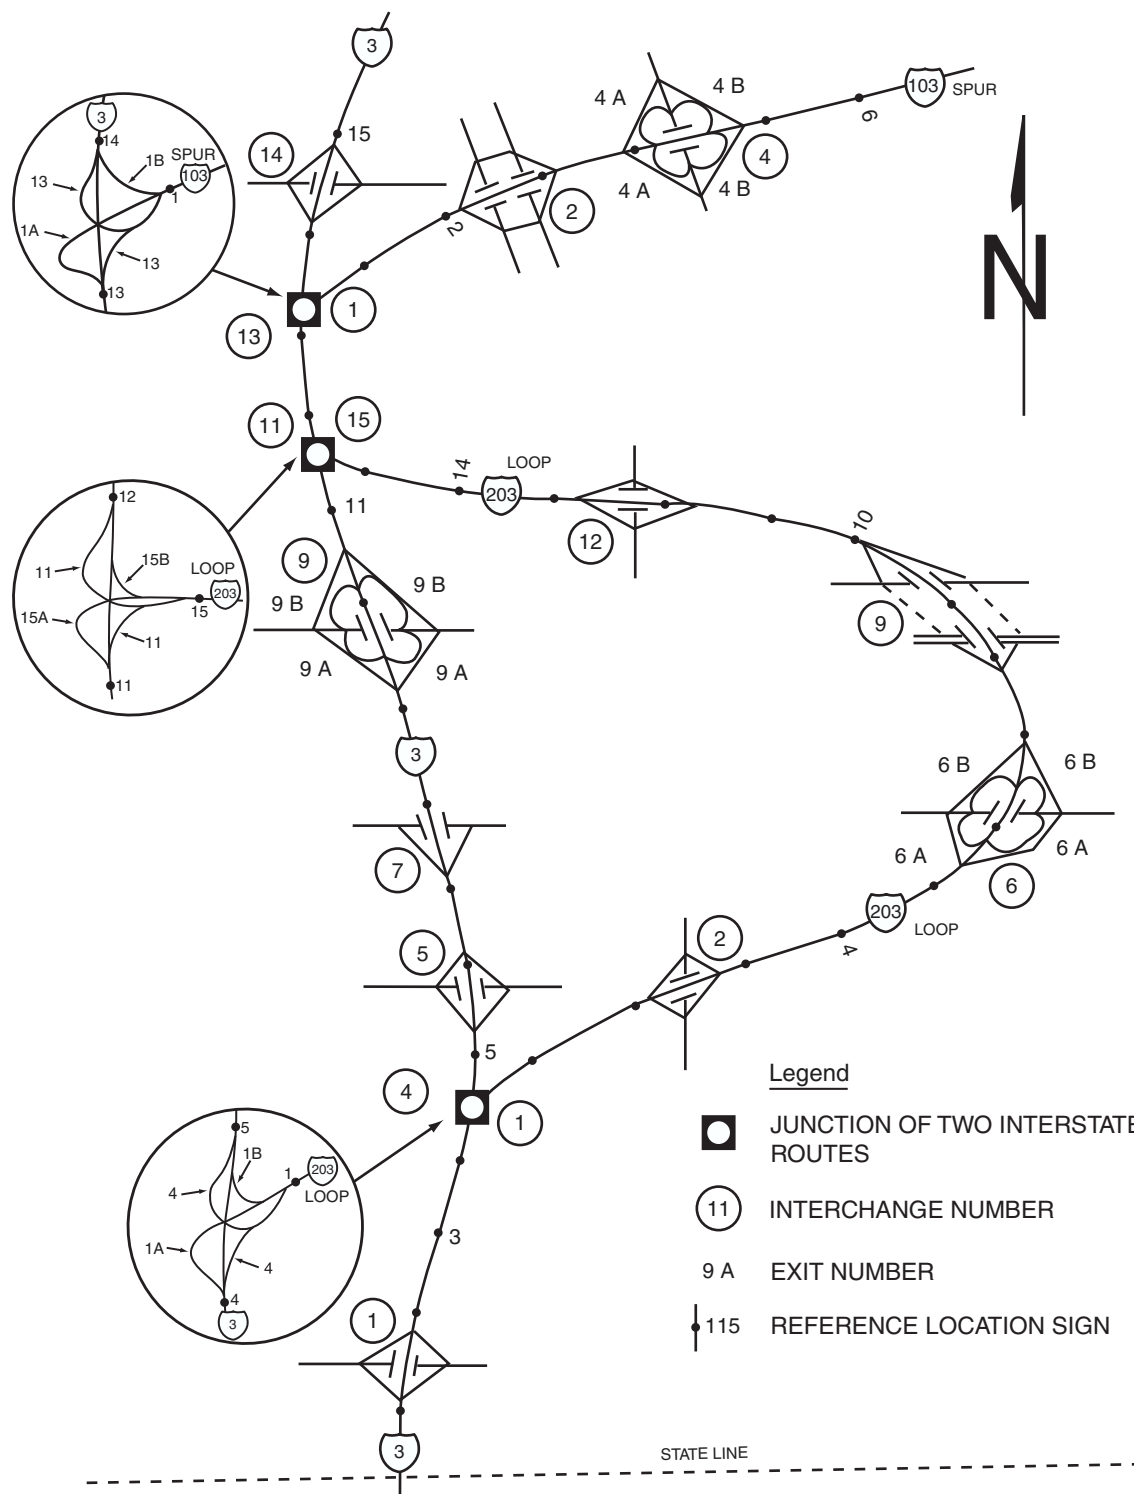 3
4 A
4 B
6
103
SPUR
3
14
1B
SPUR
103
13
1
1A
13
13
14
15
4 A
4 B
4
2
2
N
1
13
11
15
14
LOOP
203
11
12
10
12
11
15B
LOOP
203
15
15A
11
11
9
9 B
9 B
9 A
9 A
9
3
6 B
6 B
6 A
6 A
6
7
203
LOOP
4
5
2
5
4
1
5
1B
1
203
LOOP
4
1A
4
4
3
3
1
3
Legend
JUNCTION OF TWO INTERSTATE
ROUTES
11
INTERCHANGE NUMBER
9 A
EXIT NUMBER
115
REFERENCE LOCATION SIGN
STATE LINE